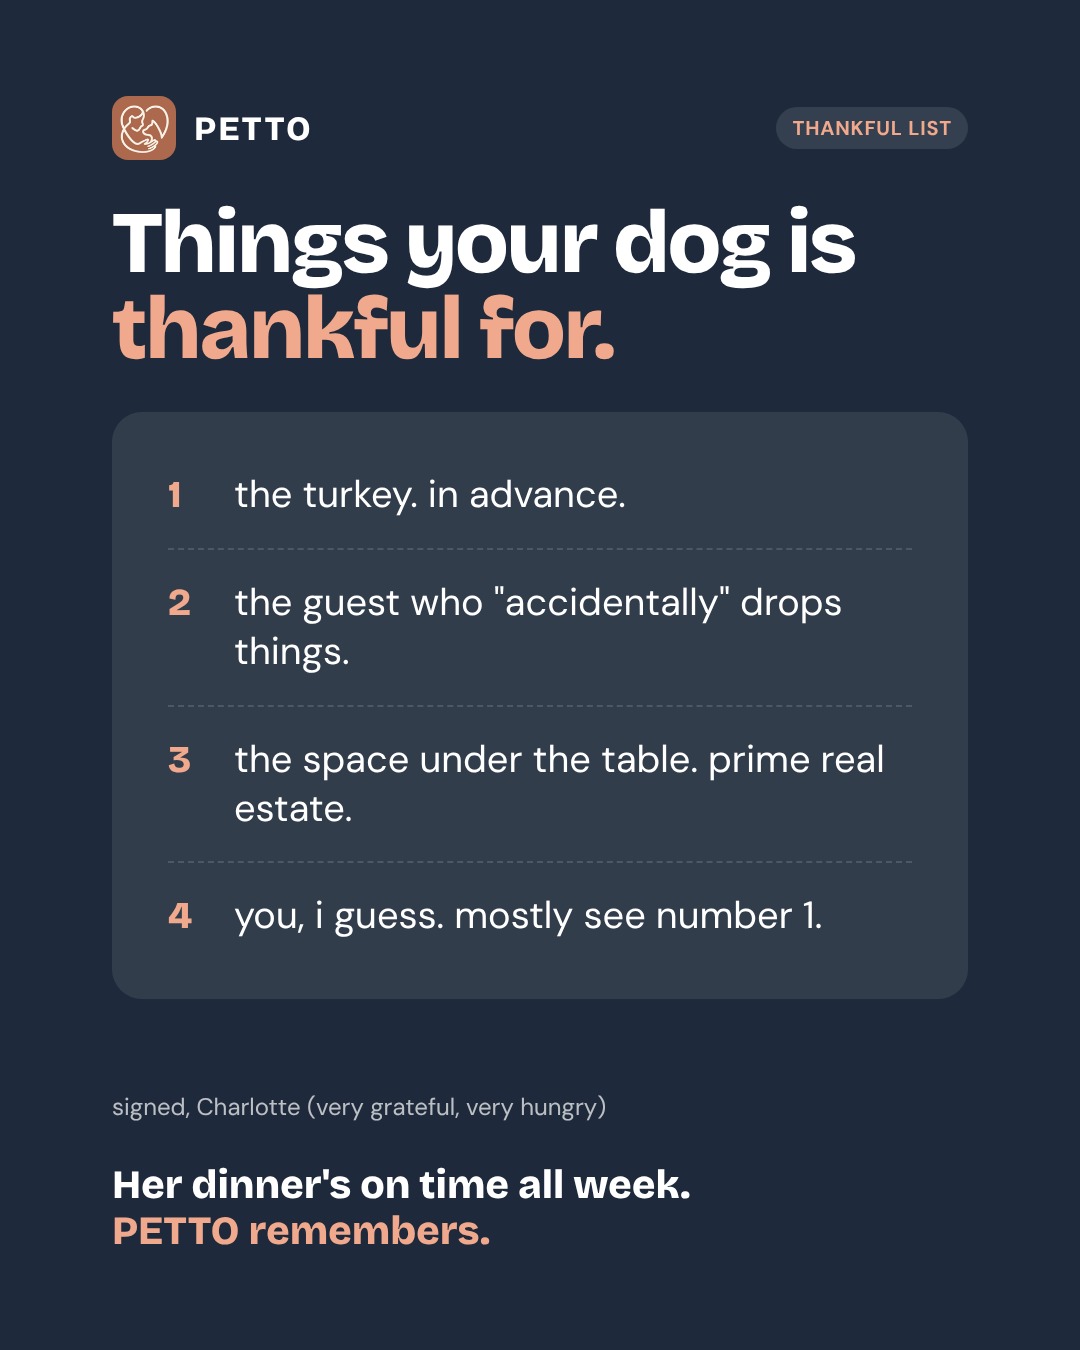 PETTO
THANKFUL LIST
Things your dog is
thankful for.
1 the turkey. in advance.
2 the guest who "accidentally" drops
things.
3 the space under the table. prime real
estate.
4 you, i guess. mostly see number 1.
signed, Charlotte (very grateful, very hungry)
Her dinner's on time all week.
PETTO remembers.